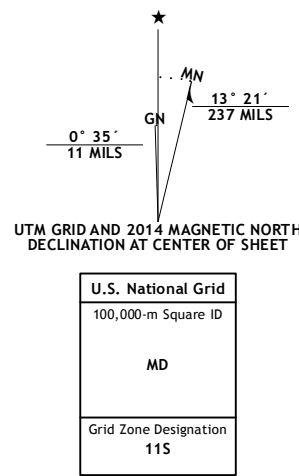 MN
GN
13° 21´
237 MILS
0° 35´
11 MILS
UTM GRID AND 2014 MAGNETIC NORTH
DECLINATION AT CENTER OF SHEET
U.S. National Grid
100,000-m Square ID
MD
Grid Zone Designation
11S